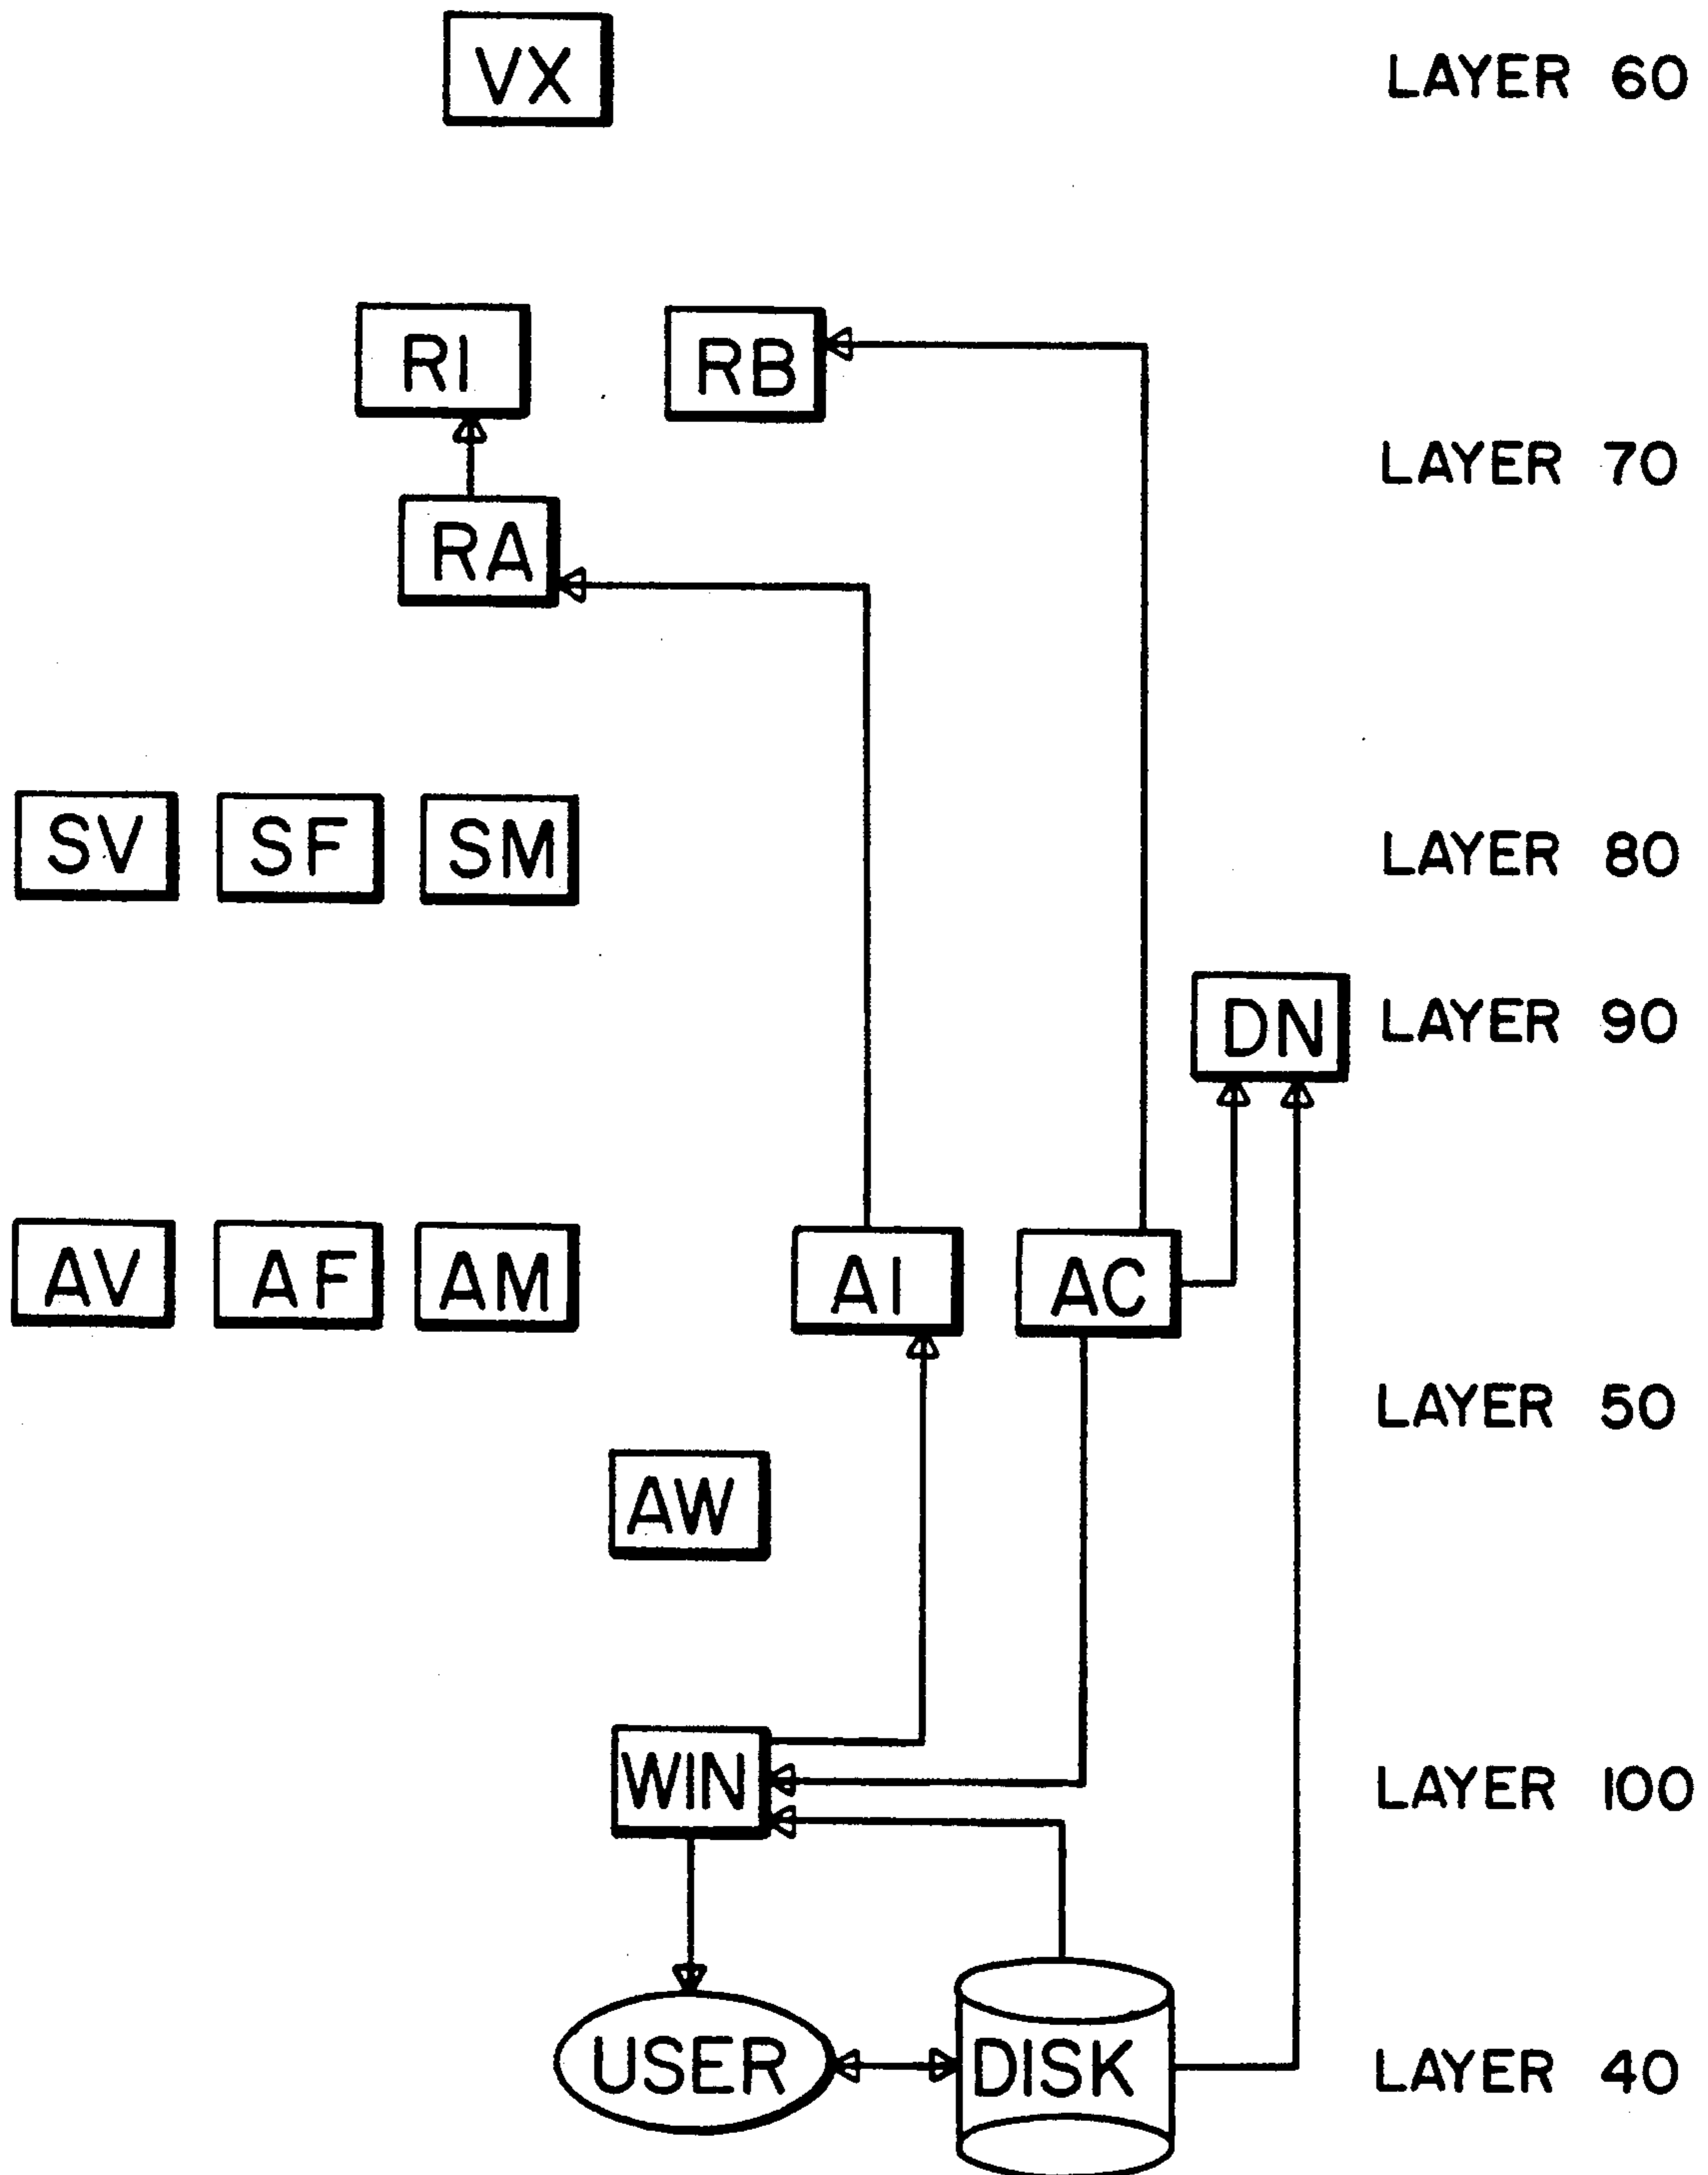 VX LAYER 60
RI RB
LAYER 70
RA
SV SF SM LAYER 80
DN LAYER 90
AV AF AM AI AC
LAYER 50
AW
WIN LAYER 100
USER DISK LAYER 40